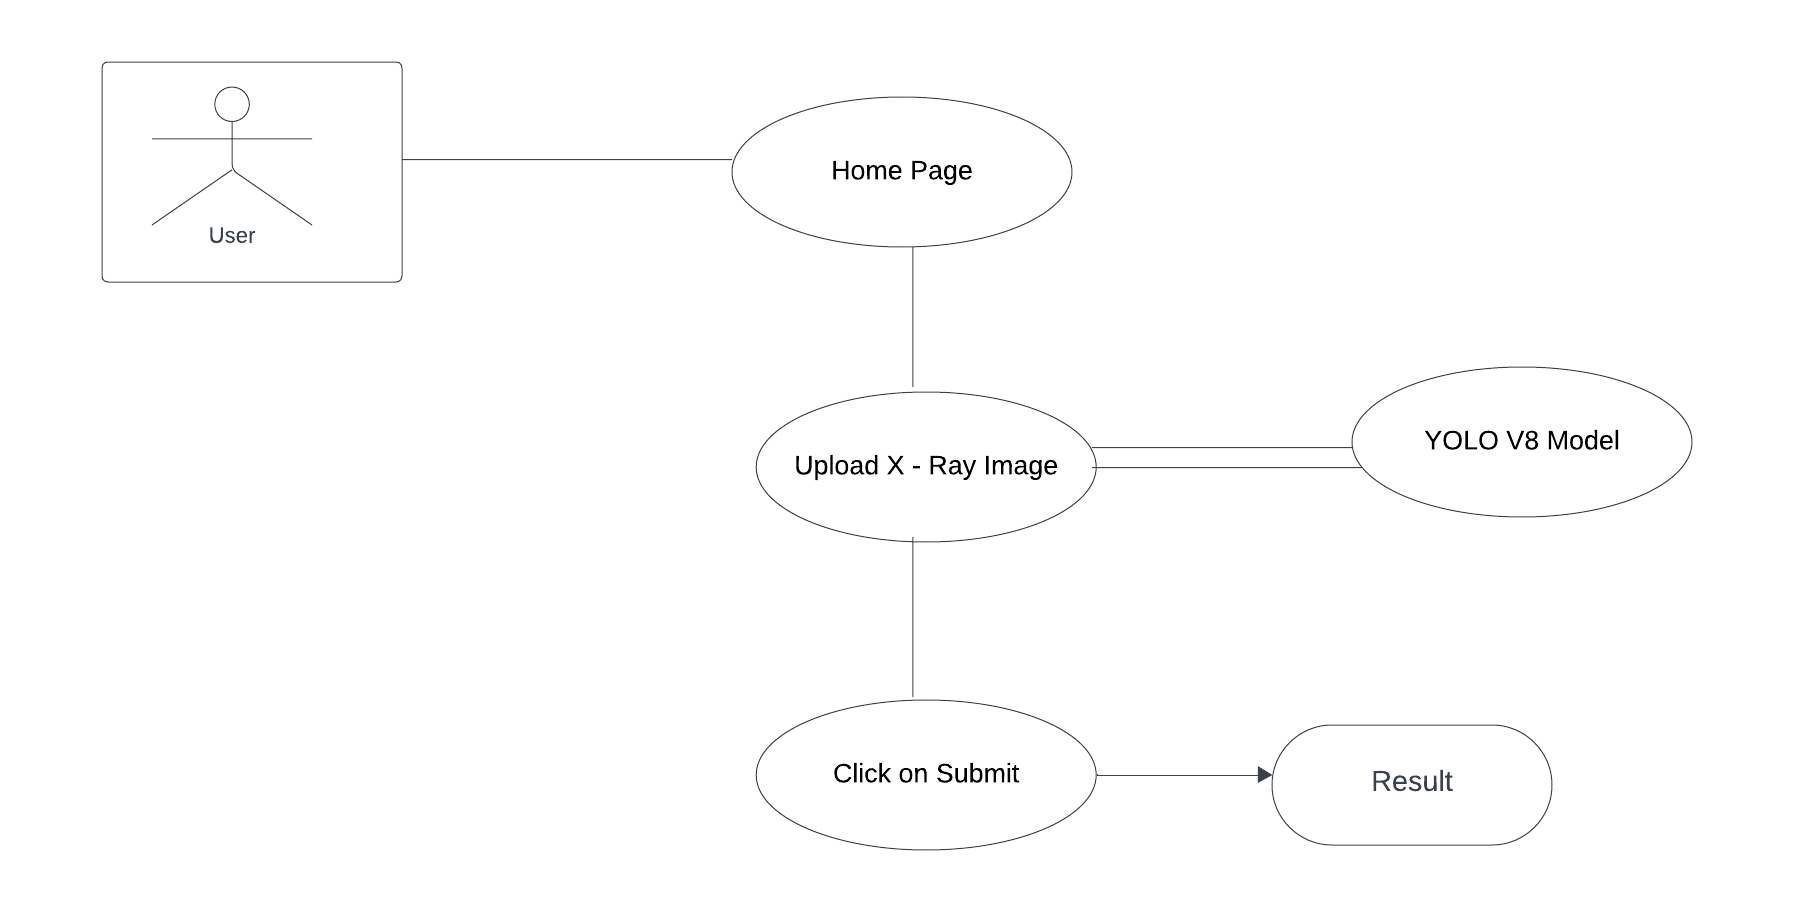 User
Home Page
Upload X - Ray Image
YOLO V8 Model
Click on Submit
Result